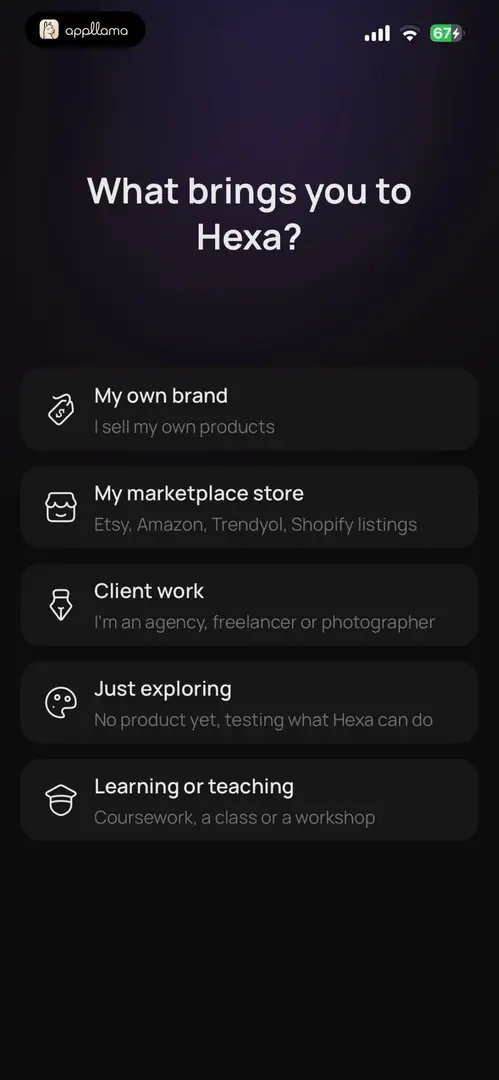 appllama
67
What brings you to
Hexa?
My own brand
I sell my own products
My marketplace store
Etsy, Amazon, Trendyol, Shopify listings
Client work
I'm an agency, freelancer or photographer
Just exploring
No product yet, testing what Hexa can do
Learning or teaching
Coursework, a class or a workshop